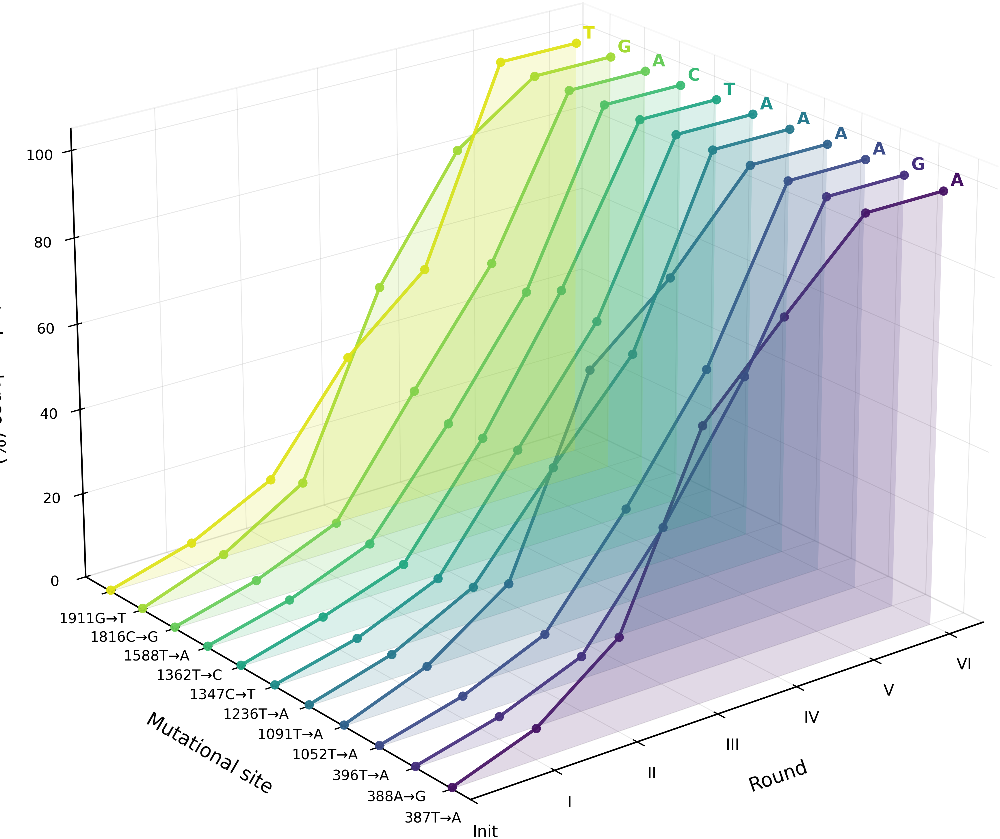 T
G
A
C
T
A
A
A
A
G
A
100
80
60
40
20
0
1911G→T
1816C→G
1588T→A
1362T→C
1347C→T
1236T→A
1091T→A
1052T→A
396T→A
388A→G
387T→A
Mutational site
Init
I
II
III
IV
V
VI
Round